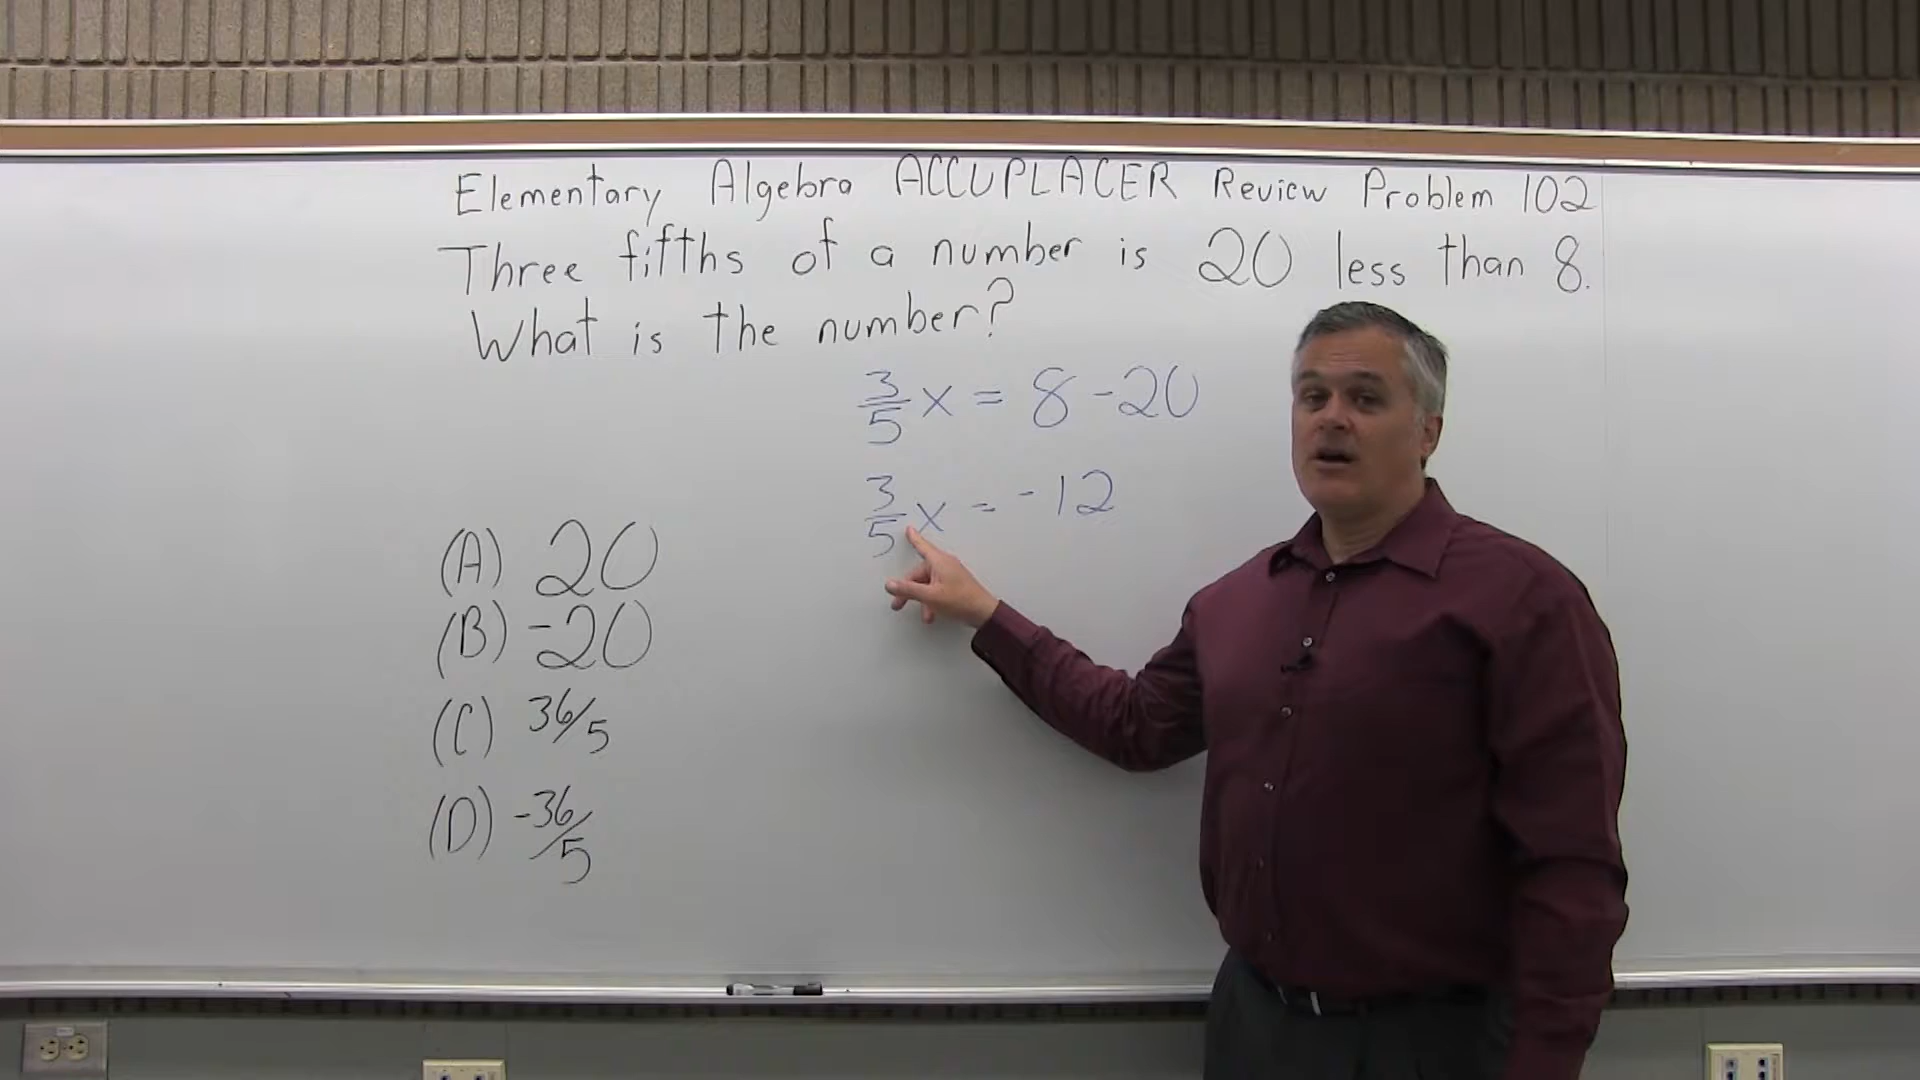 Elementary Algebra ACCUPLACER Review Problem 102
Three fifths of a number is 20 less than 8.
What is the number?
3/5 x = 8 - 20
3/5 x = -12
(A) 20
(B) -20
(C) 36/5
(D) -36/5